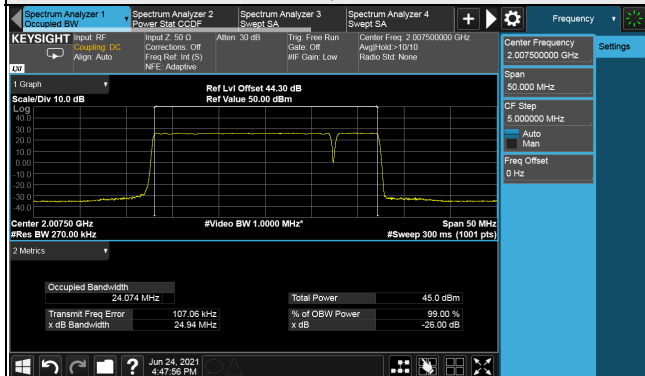 Spectrum Analyzer 1
Occupied BW
Spectrum Analyzer 2
Power Stat CCDF
Spectrum Analyzer 3
Swept SA
Spectrum Analyzer 4
Swept SA
Frequency
KEYSIGHT
Input: RF
Coupling: DC
Align: Auto
Input Z: 50 Ω
Corrections: Off
Freq Ref: Int (S)
NFE: Adaptive
Atten: 30 dB
Trig: Free Run
Gate: Off
#IF Gain: Low
Center Freq: 2.007500000 GHz
Avg|Hold:>10/10
Radio Std: None
LXI
Center Frequency
2.007500000 GHz
Settings
Span
50.000 MHz
CF Step
5.000000 MHz
Auto
Man
Freq Offset
0 Hz
1 Graph
Ref Lvl Offset 44.30 dB
Scale/Div 10.0 dB
Ref Value 50.00 dBm
Log
40.0
30.0
20.0
10.0
0.00
-10.0
-20.0
-30.0
-40.0
Center 2.00750 GHz
#Video BW 1.0000 MHz*
Span 50 MHz
#Res BW 270.00 kHz
#Sweep 300 ms (1001 pts)
2 Metrics
Occupied Bandwidth
24.074 MHz
Total Power
45.0 dBm
Transmit Freq Error
107.06 kHz
% of OBW Power
99.00 %
x dB Bandwidth
24.94 MHz
x dB
-26.00 dB
?
Jun 24, 2021
4:47:56 PM